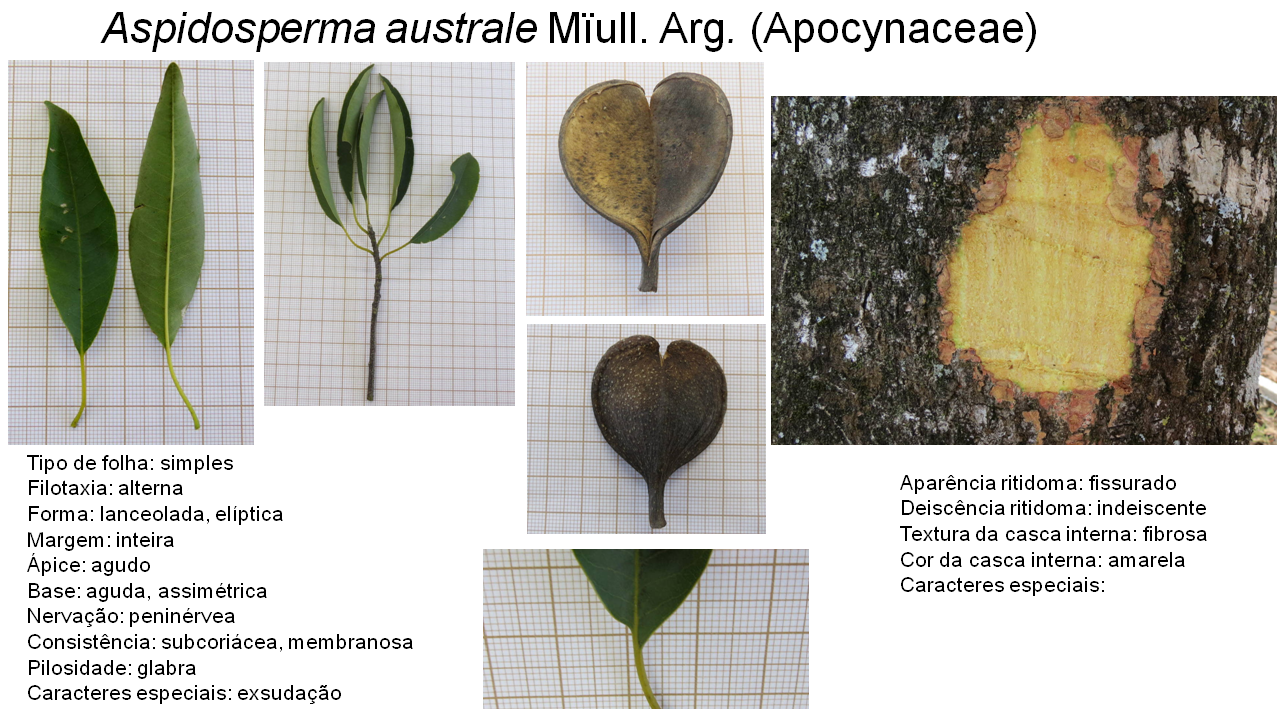 Aspidosperma australe Mïull. Arg. (Apocynaceae)
Tipo de folha: simples
Filotaxia: alterna
Forma: lanceolada, elíptica
Margem: inteira
Ápice: agudo
Base: aguda, assimétrica
Nervação: peninérvea
Consistência: subcoriácea, membranosa
Pilosidade: glabra
Caracteres especiais: exsudação
Aparência ritidoma: fissurado
Deiscência ritidoma: indeiscente
Textura da casca interna: fibrosa
Cor da casca interna: amarela
Caracteres especiais: